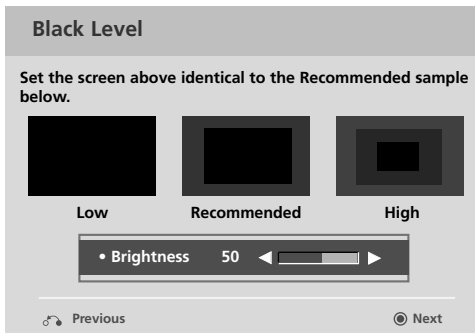 Black Level
Set the screen above identical to the Recommended sample
below.
Low Recommended High
• Brightness 50
Previous Next